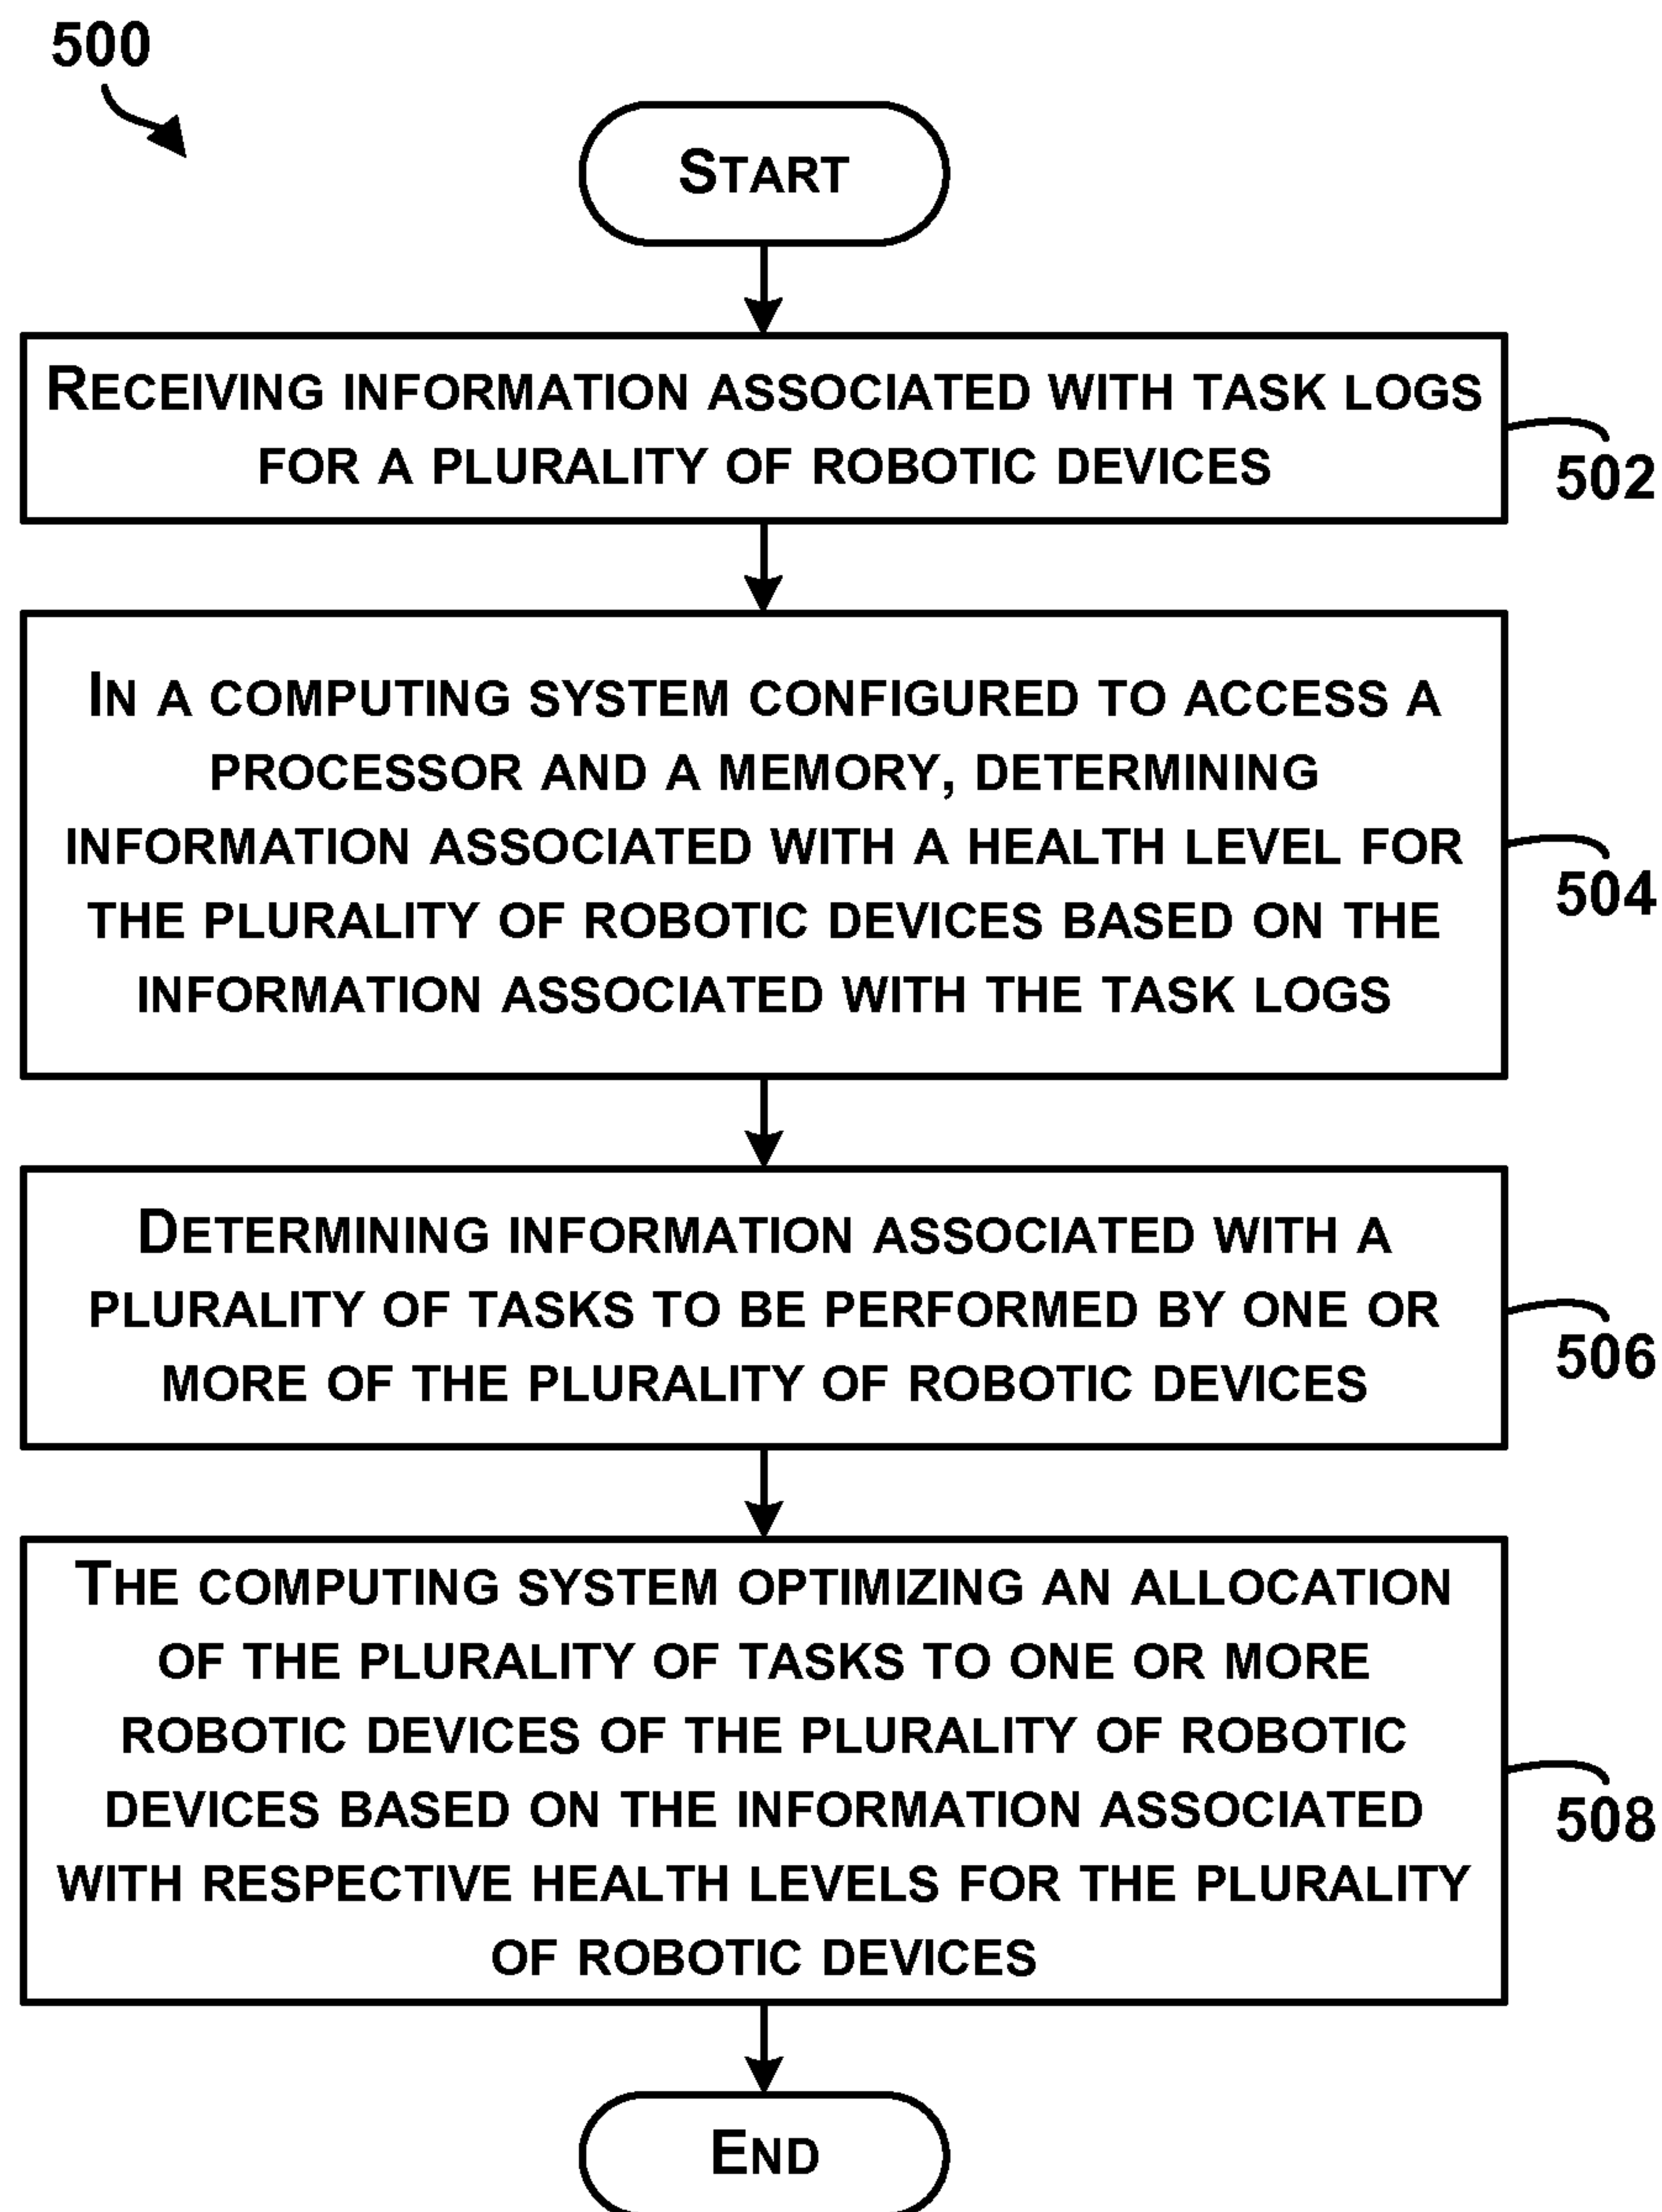 500
START
RECEIVING INFORMATION ASSOCIATED WITH TASK LOGS
FOR A PLURALITY OF ROBOTIC DEVICES
502
IN A COMPUTING SYSTEM CONFIGURED TO ACCESS A
PROCESSOR AND A MEMORY, DETERMINING
INFORMATION ASSOCIATED WITH A HEALTH LEVEL FOR
THE PLURALITY OF ROBOTIC DEVICES BASED ON THE
INFORMATION ASSOCIATED WITH THE TASK LOGS
504
DETERMINING INFORMATION ASSOCIATED WITH A
PLURALITY OF TASKS TO BE PERFORMED BY ONE OR
MORE OF THE PLURALITY OF ROBOTIC DEVICES
506
THE COMPUTING SYSTEM OPTIMIZING AN ALLOCATION
OF THE PLURALITY OF TASKS TO ONE OR MORE
ROBOTIC DEVICES OF THE PLURALITY OF ROBOTIC
DEVICES BASED ON THE INFORMATION ASSOCIATED
WITH RESPECTIVE HEALTH LEVELS FOR THE PLURALITY
OF ROBOTIC DEVICES
508
END